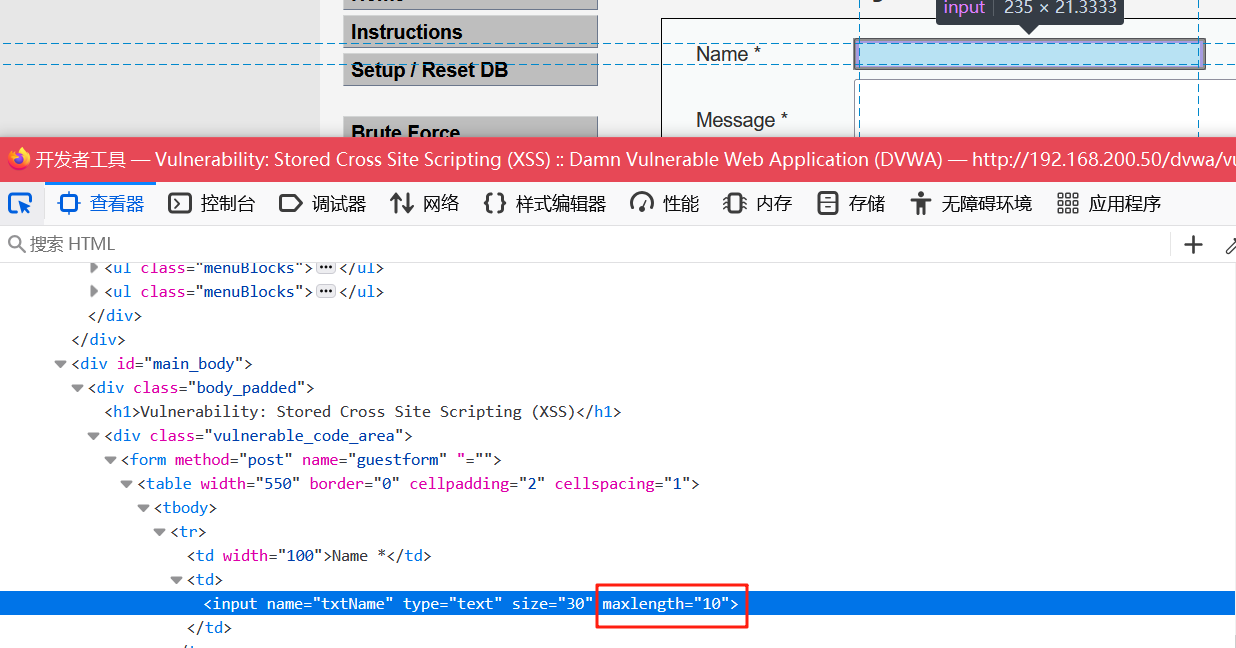 input 235 × 21.3333
Instructions
Name *
Setup / Reset DB
Message *
Brute Force
开发者工具 — Vulnerability: Stored Cross Site Scripting (XSS) :: Damn Vulnerable Web Application (DVWA) — http://192.168.200.50/dvwa/vu
查看器 控制台 调试器 网络 {} 样式编辑器 性能 内存 存储 无障碍环境 应用程序
搜索 HTML
<ul class="menuBlocks">•••</ul>
<ul class="menuBlocks">•••</ul>
</div>
</div>
<div id="main_body">
<div class="body_padded">
<h1>Vulnerability: Stored Cross Site Scripting (XSS)</h1>
<div class="vulnerable_code_area">
<form method="post" name="guestform" "="">
<table width="550" border="0" cellpadding="2" cellspacing="1">
<tbody>
<tr>
<td width="100">Name *</td>
<td>
<input name="txtName" type="text" size="30" maxlength="10">
</td>